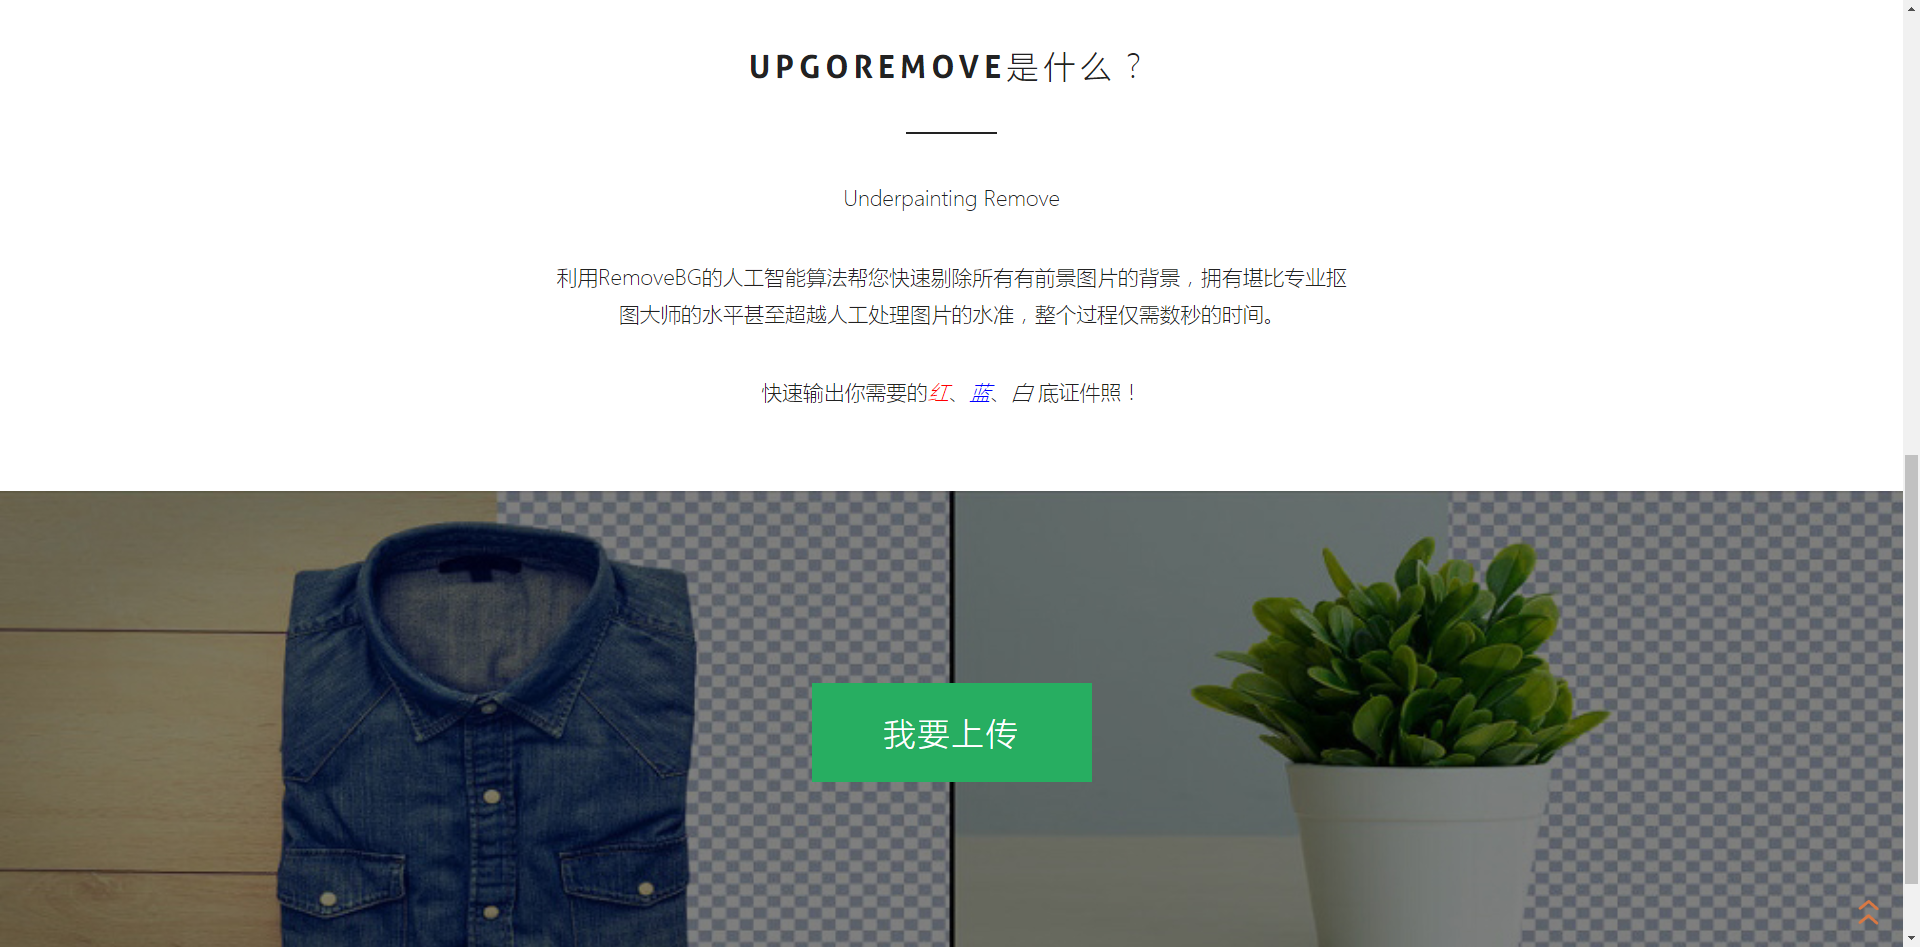 UPGOREMOVE是什么？
Underpainting Remove
利用RemoveBG的人工智能算法帮您快速剔除所有有前景图片的背景，拥有堪比专业抠
图大师的水平甚至超越人工处理图片的水准，整个过程仅需数秒的时间。
快速输出你需要的红、蓝、白 底证件照！
我要上传